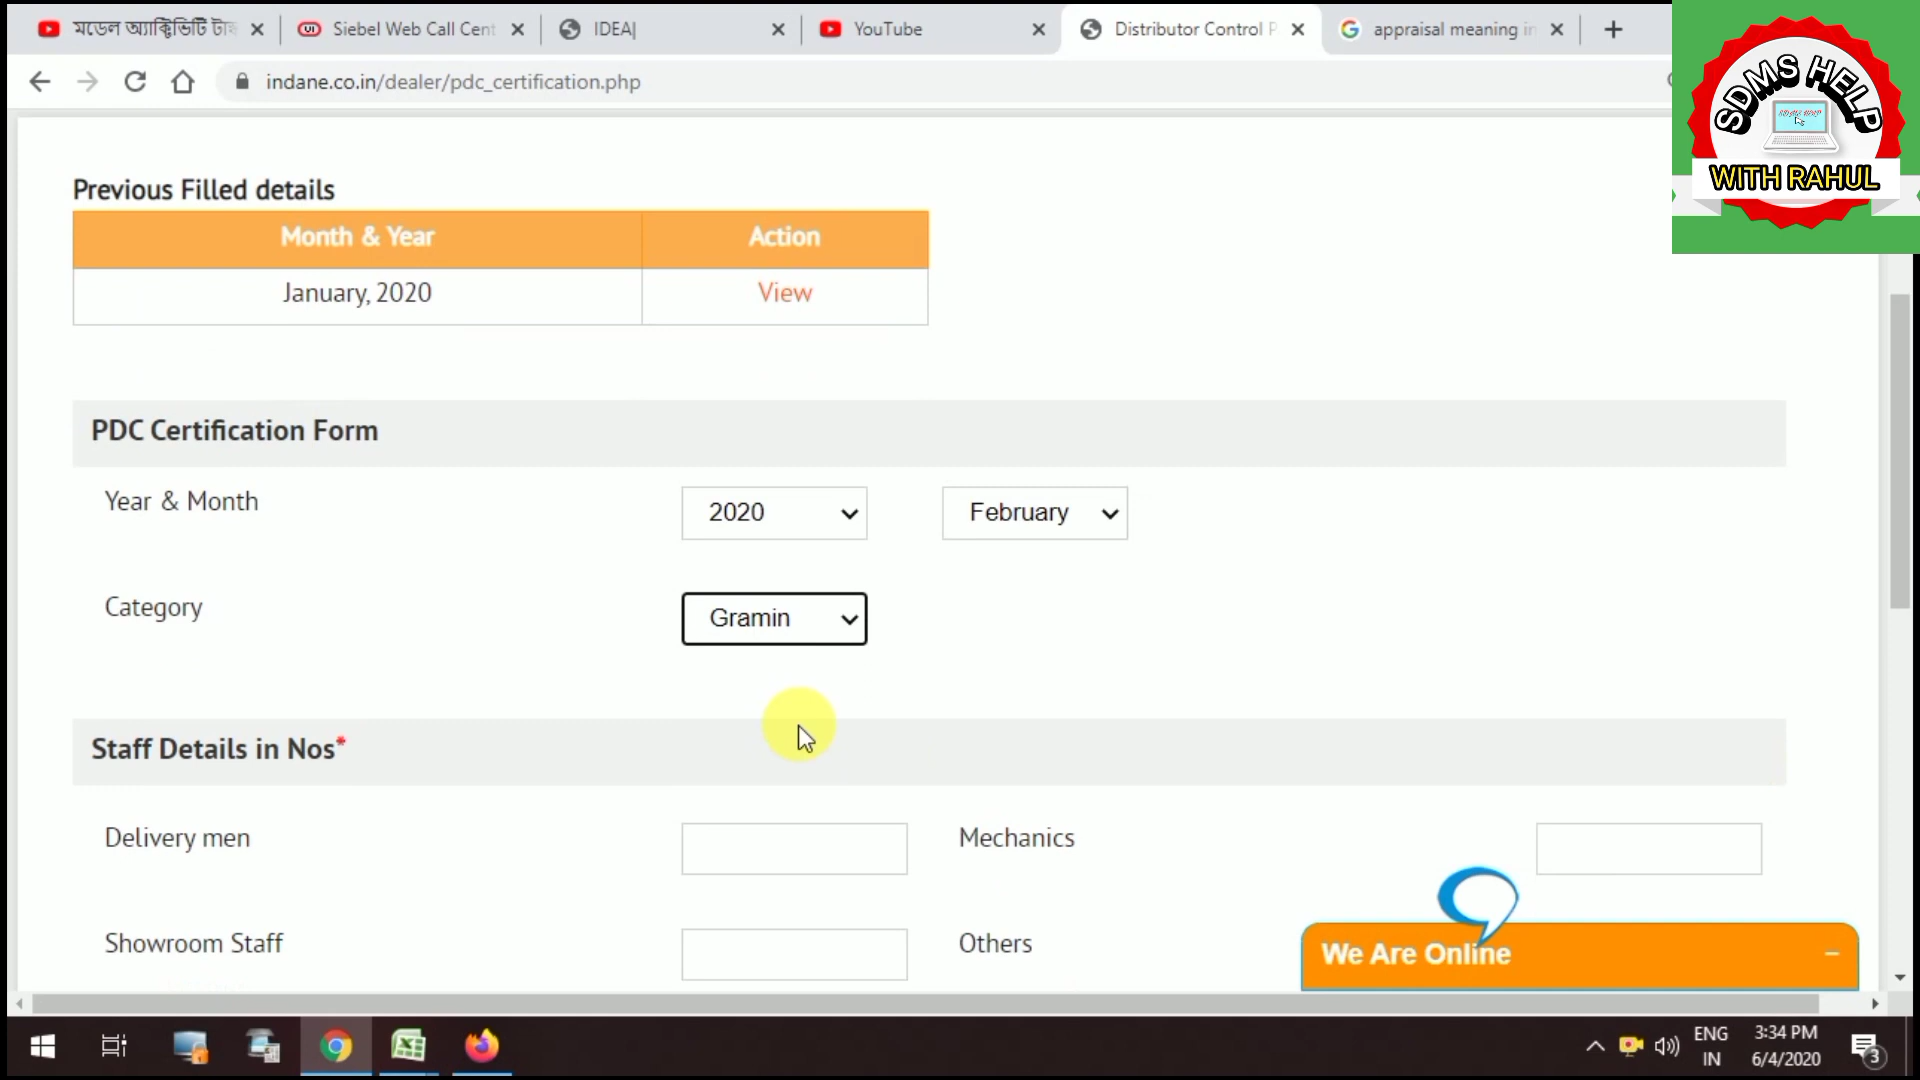 মডেল অ্যাক্টিভিটি টাস্ক
Siebel Web Call Cent
IDEA|
YouTube
Distributor Control P
appraisal meaning in
indane.co.in/dealer/pdc_certification.php
SDMS HELP
WITH RAHUL
Previous Filled details
Month & Year Action
January, 2020 View
PDC Certification Form
Year & Month 2020 February
Category Gramin
Staff Details in Nos*
Delivery men Mechanics
Showroom Staff Others
We Are Online
ENG 3:34 PM
IN 6/4/2020
3